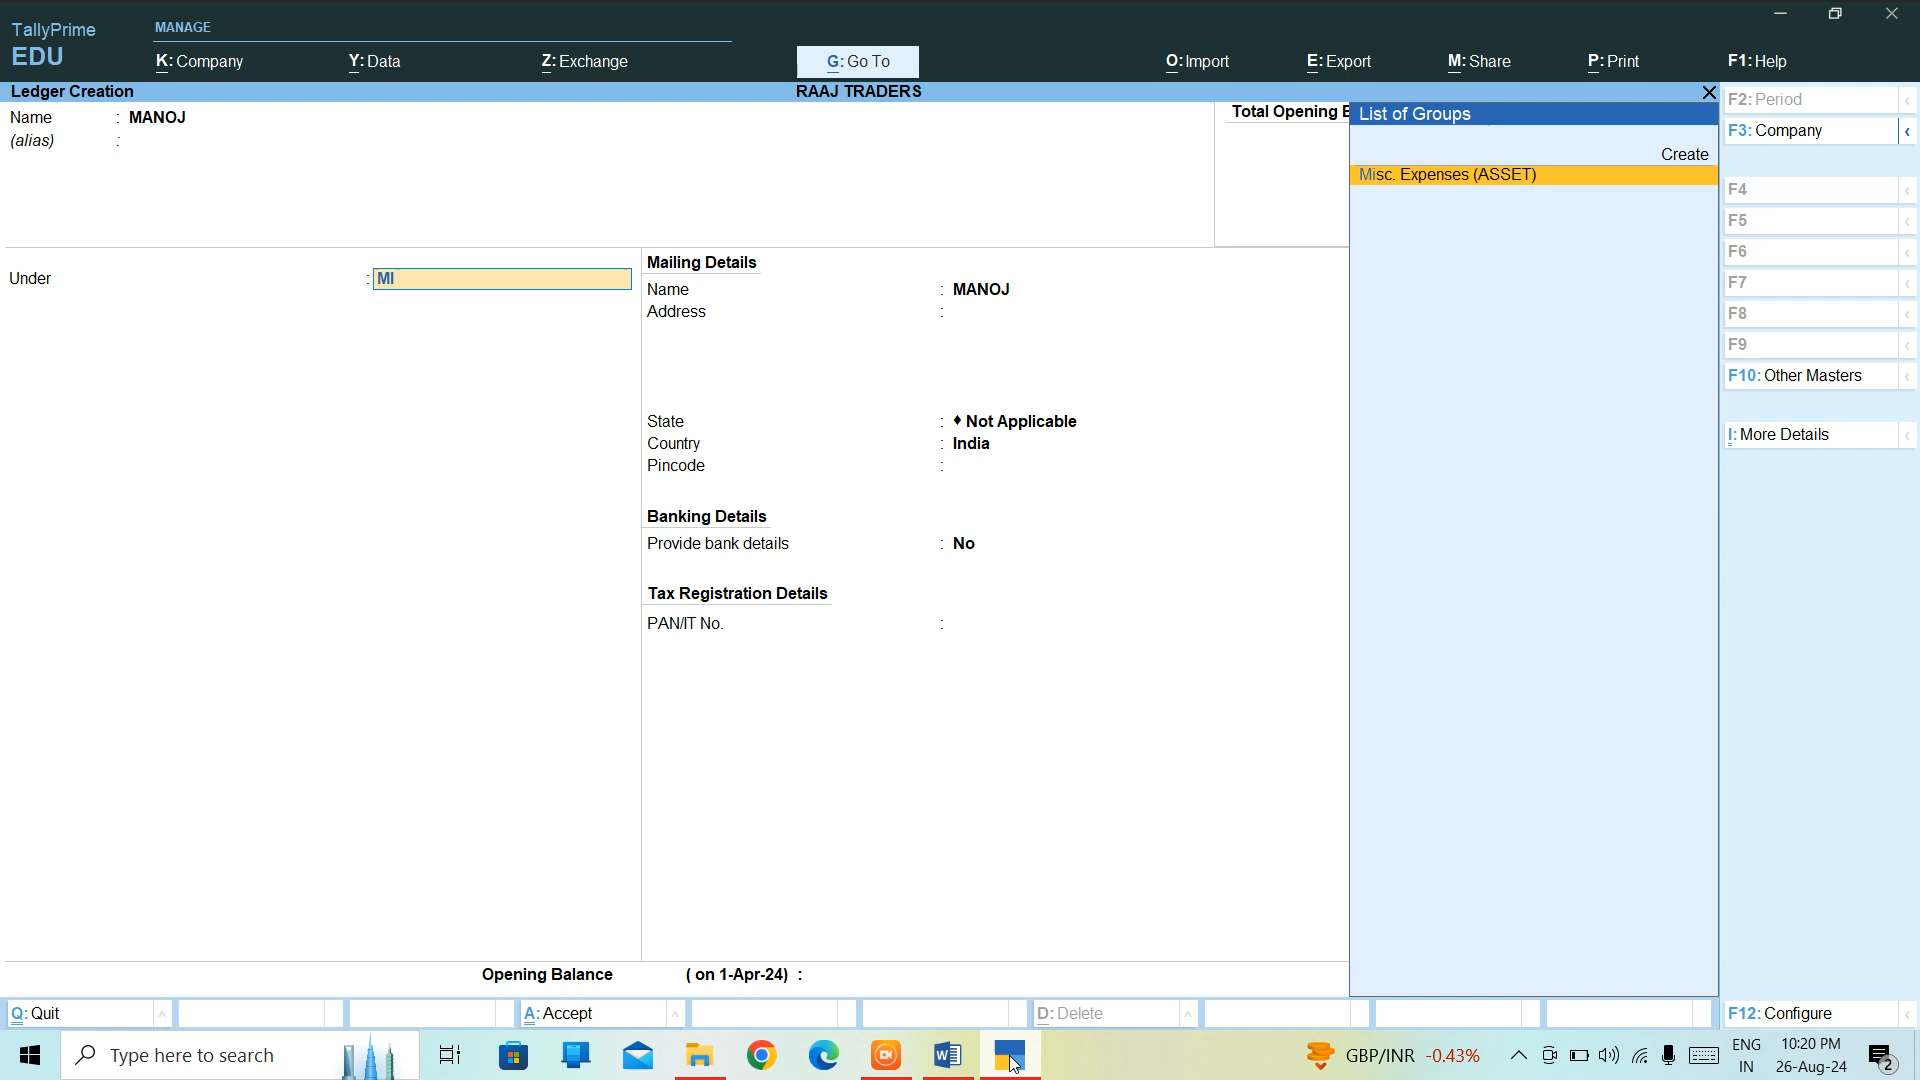 TallyPrime
EDU
MANAGE
K: Company
Y: Data
Z: Exchange
G: Go To
O: Import
E: Export
M: Share
P: Print
F1: Help
Ledger Creation
RAAJ TRADERS
Name : MANOJ
(alias) :
Total Opening B
Under : MI
Mailing Details
Name : MANOJ
Address :
State : ♦ Not Applicable
Country : India
Pincode :
Banking Details
Provide bank details : No
Tax Registration Details
PAN/IT No. :
Opening Balance ( on 1-Apr-24) :
List of Groups
Create
Misc. Expenses (ASSET)
F2: Period
F3: Company
F4
F5
F6
F7
F8
F9
F10: Other Masters
I: More Details
F12: Configure
Q: Quit
A: Accept
D: Delete
Type here to search
GBP/INR -0.43%
ENG
IN
10:20 PM
26-Aug-24
2